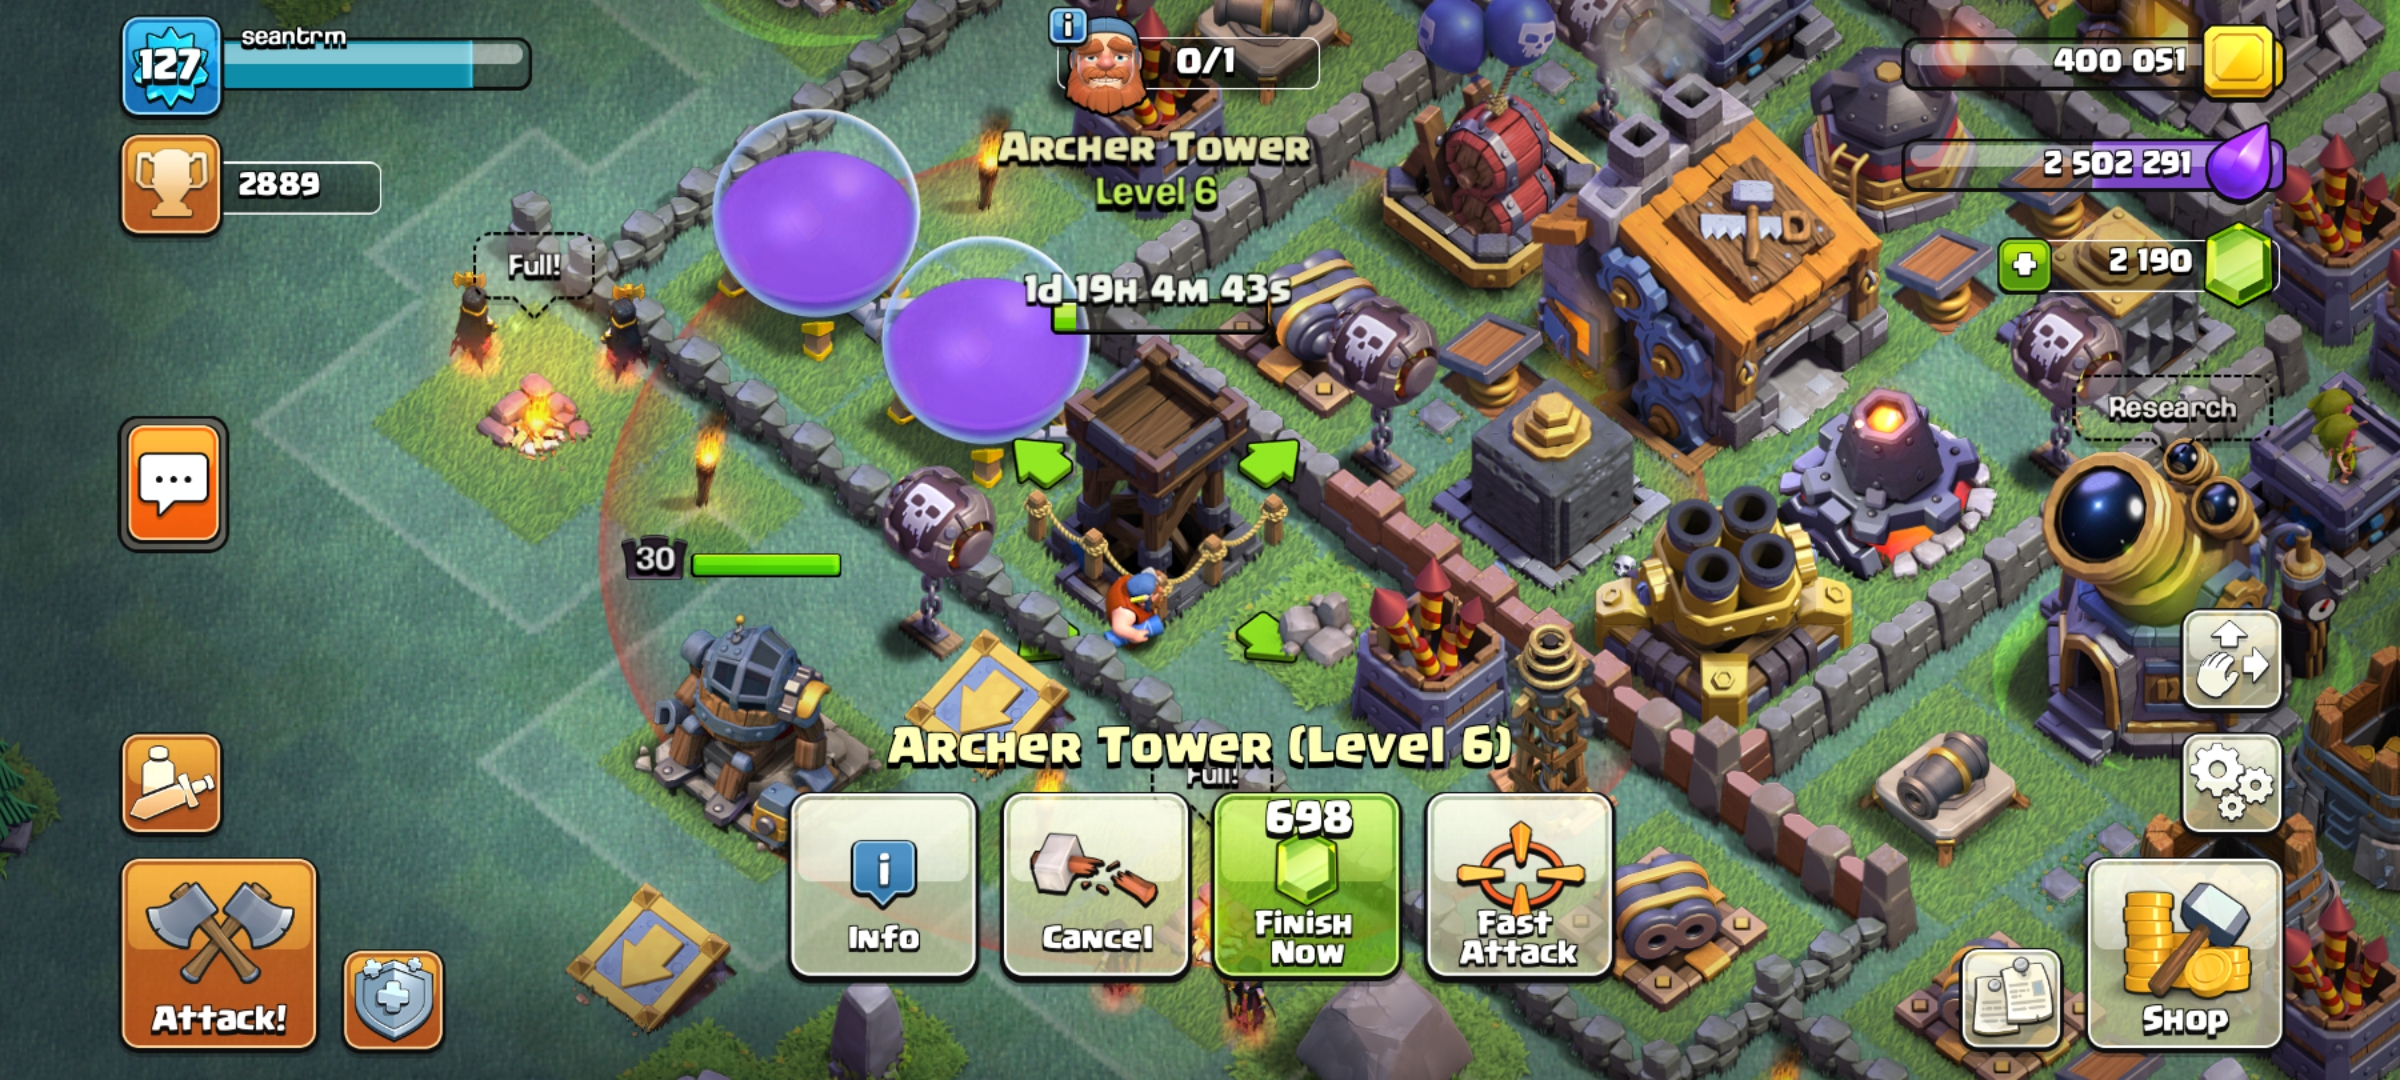 127
seantrm
0/1
400 051
2889
Archer Tower
Level 6
2 502 291
Full!
1d 19H 4M 43s
2 190
Research
30
Archer Tower (Level 6)
Full!
Info
Cancel
698
Finish
Now
Fast
Attack
Attack!
Shop